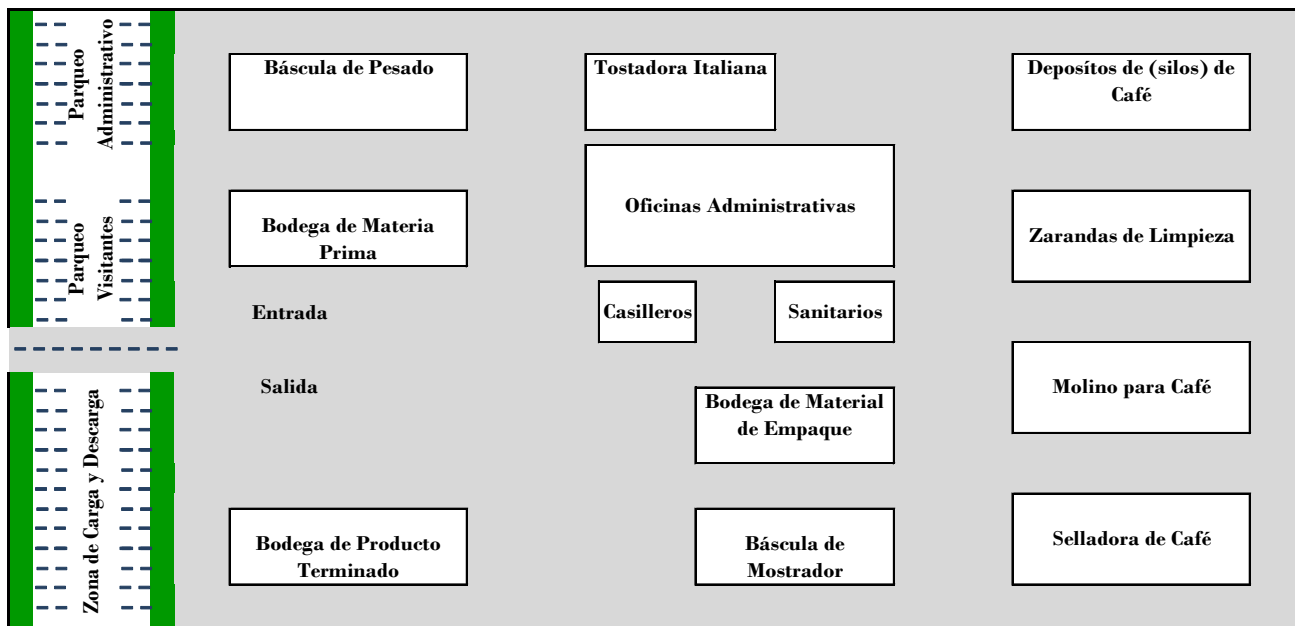 Parqueo
Administrativo
Báscula de Pesado
Tostadora Italiana
Deposítos de (silos) de
Café
Parqueo
Visitantes
Bodega de Materia
Prima
Oficinas Administrativas
Zarandas de Limpieza
Entrada
Casilleros
Sanitarios
Salida
Bodega de Material
de Empaque
Molino para Café
Zona de Carga y Descarga
Bodega de Producto
Terminado
Báscula de
Mostrador
Selladora de Café